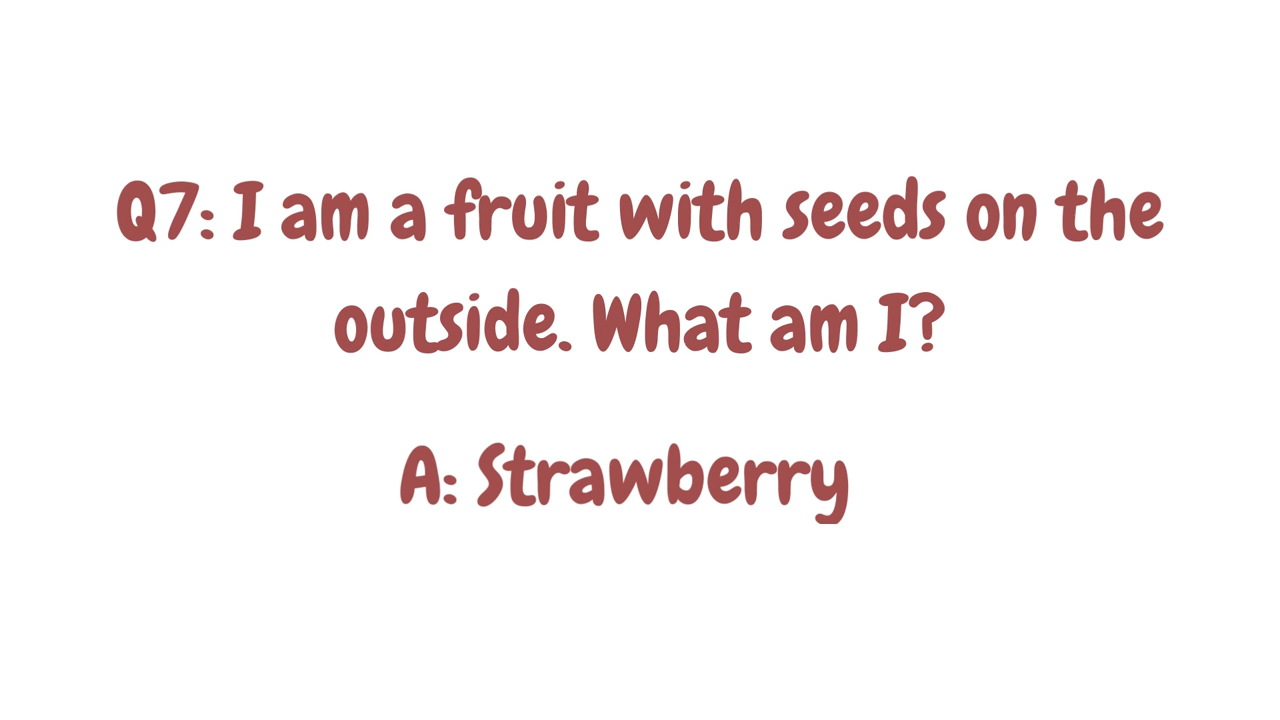 Q7: I am a fruit with seeds on the
outside. What am I?
A: Strawberry